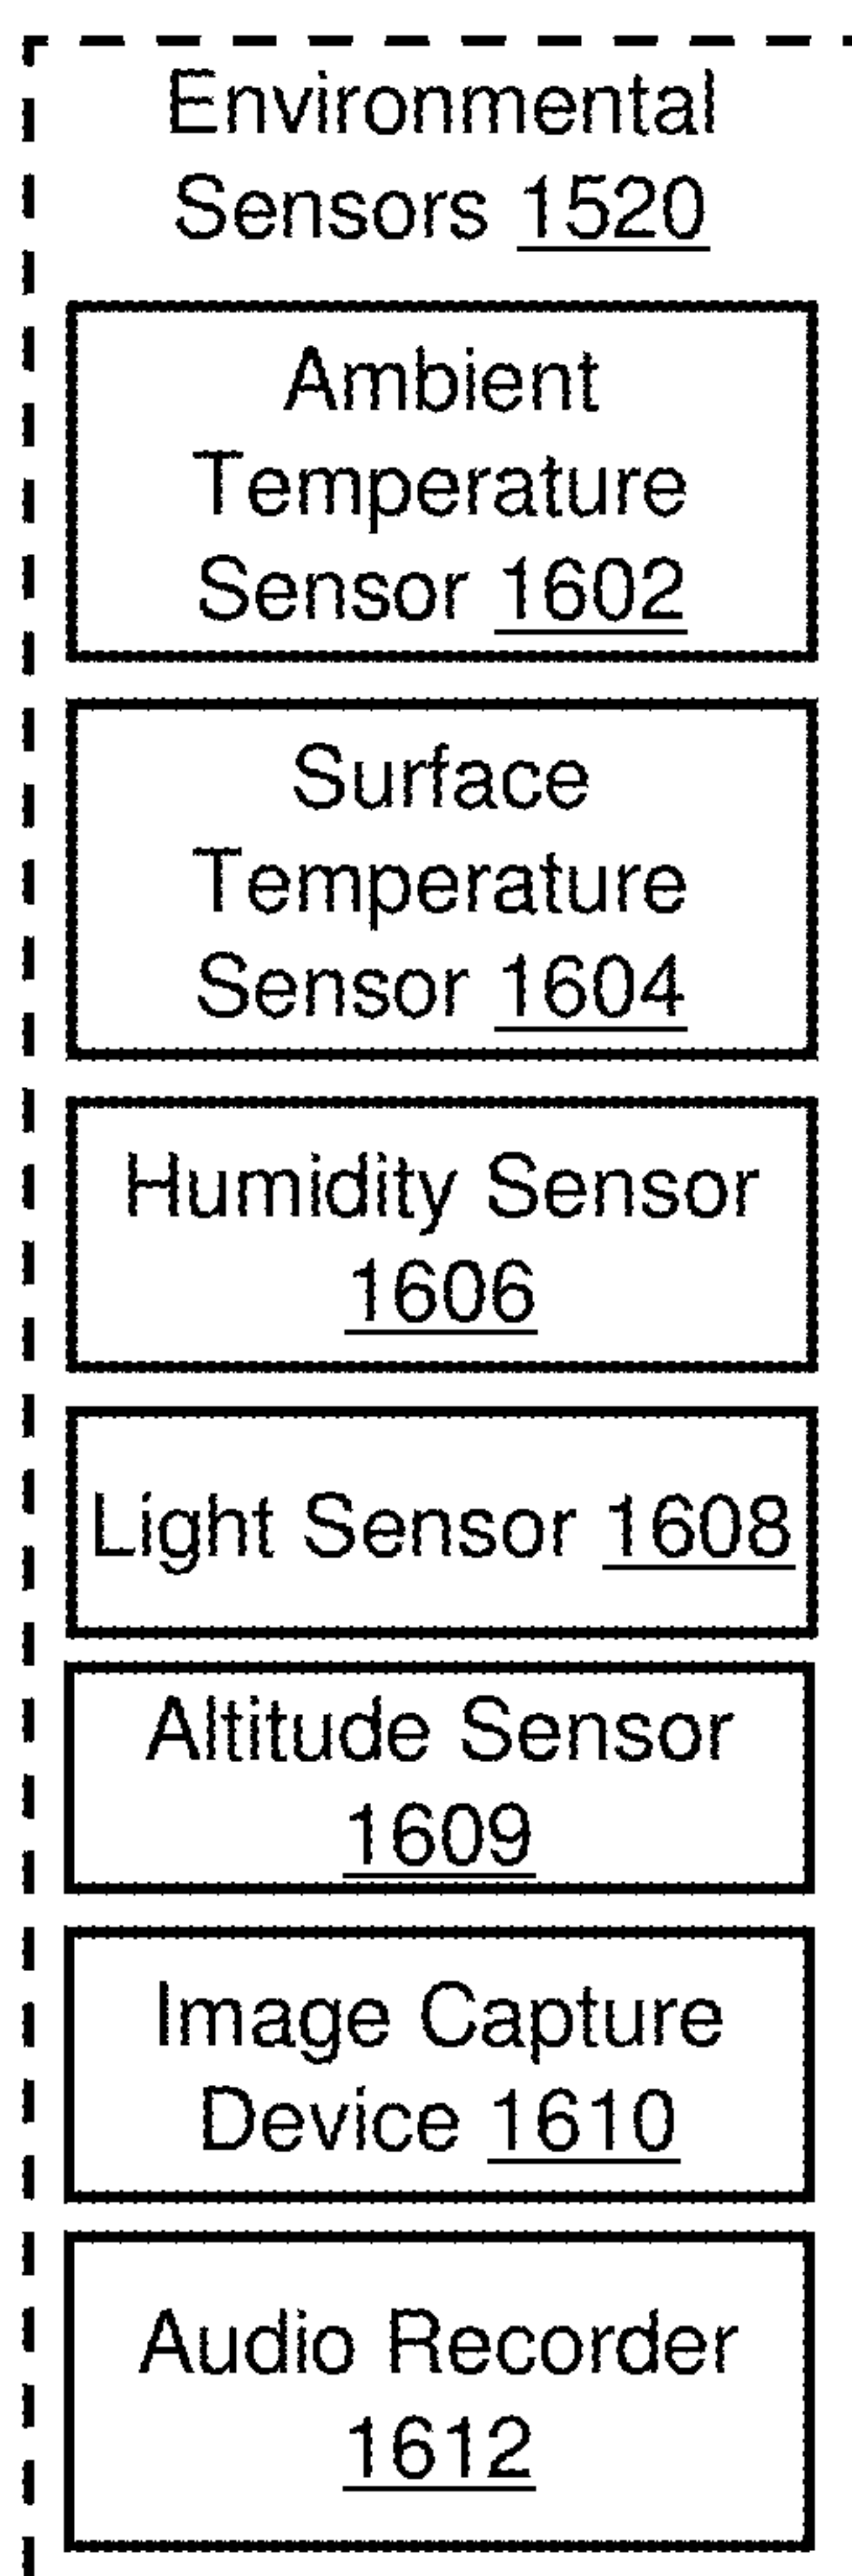 Environmental
Sensors 1520
Ambient
Temperature
Sensor 1602
Surface
Temperature
Sensor 1604
Humidity Sensor
1606
Light Sensor 1608
Altitude Sensor
1609
Image Capture
Device 1610
Audio Recorder
1612